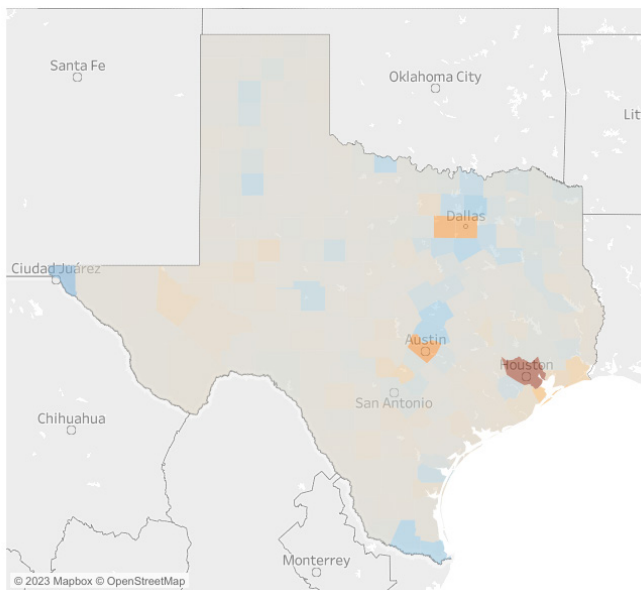 Santa Fe
Oklahoma City
Lit
Dallas
Ciudad Juárez
Austin
Houston
San Antonio
Chihuahua
Monterrey
© 2023 Mapbox © OpenStreetMap